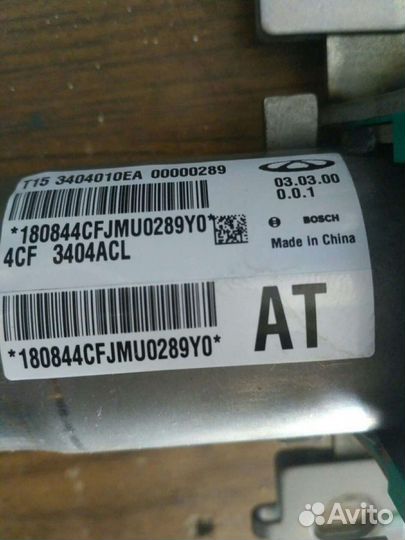 T15 3404010EA 00000289
03.03.00
0.0.1
*180844CFJMU0289Y0*
BOSCH
4CF 3404ACL
Made in China
AT
*180844CFJMU0289Y0*
Avito